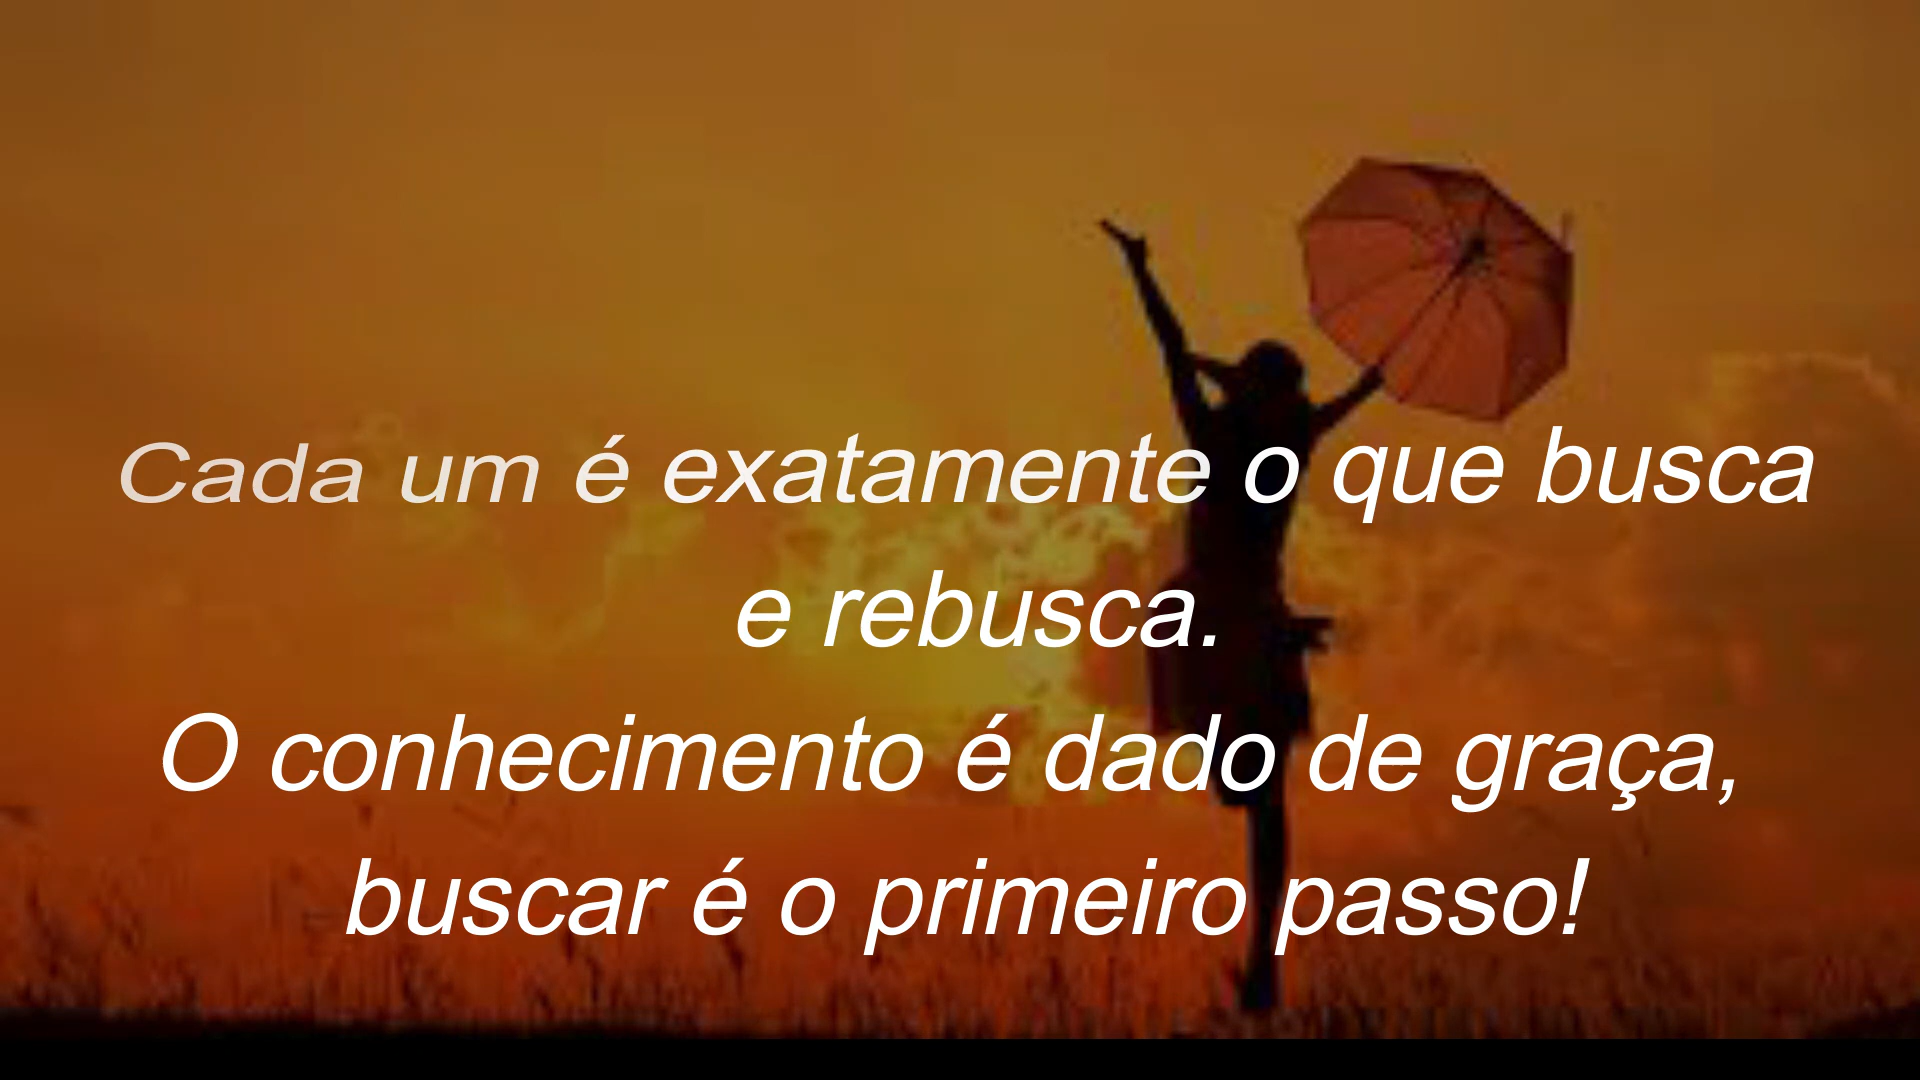 Cada um é exatamente o que busca
e rebusca.
O conhecimento é dado de graça,
buscar é o primeiro passo!